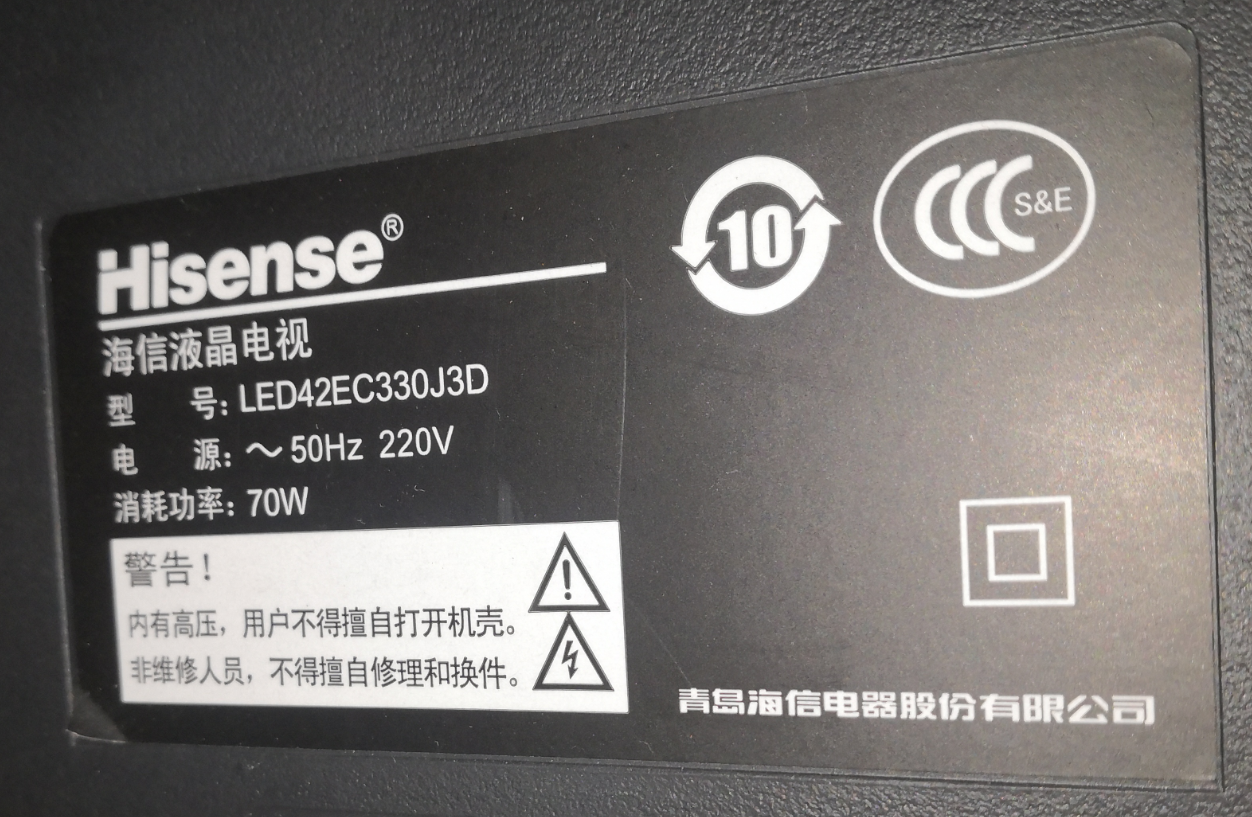 Hisense®
海信液晶电视
型 号: LED42EC330J3D
电 源: ~50Hz 220V
消耗功率: 70W
警告!
内有高压，用户不得擅自打开机壳。
非维修人员，不得擅自修理和换件。
10
CCC S&E
青岛海信电器股份有限公司